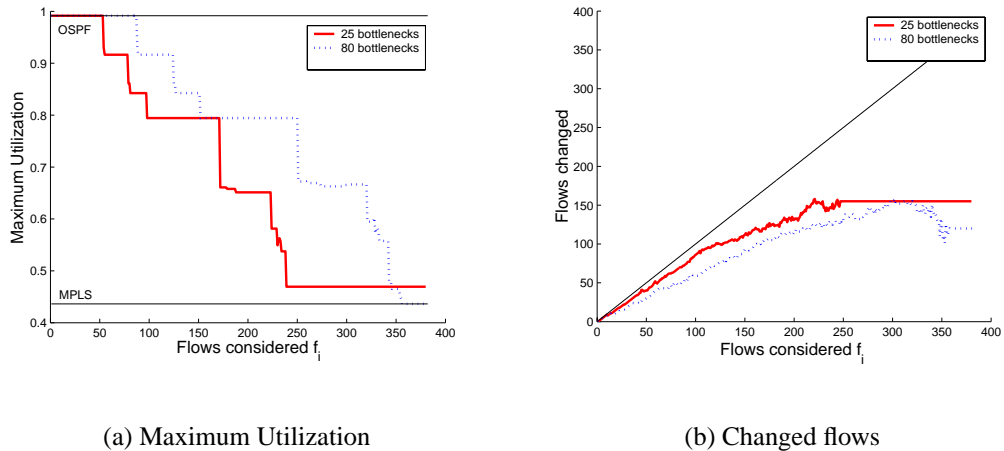 1
0.9
0.8
0.7
0.6
0.5
0.4
Maximum Utilization
OSPF
MPLS
25 bottlenecks
80 bottlenecks
0 50 100 150 200 250 300 350 400
Flows considered f_i
400
350
300
250
200
150
100
50
0
Flows changed
25 bottlenecks
80 bottlenecks
0 50 100 150 200 250 300 350 400
Flows considered f_i
(a) Maximum Utilization
(b) Changed flows